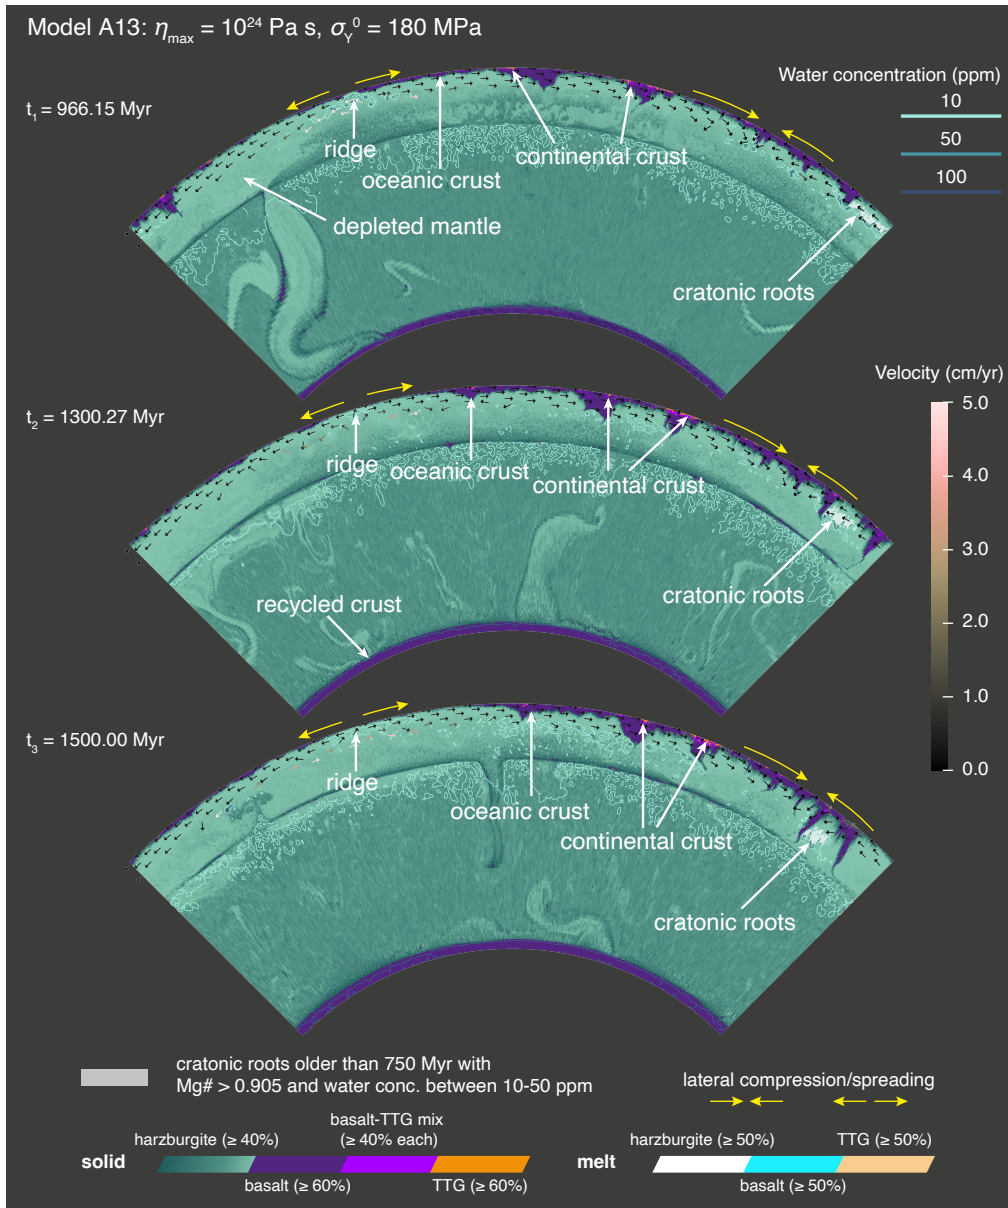 Model A13: ηmax = 10²⁴ Pa s, σY⁰ = 180 MPa
t₁ = 966.15 Myr
Water concentration (ppm)
10
50
100
ridge
oceanic crust
continental crust
depleted mantle
cratonic roots
t₂ = 1300.27 Myr
Velocity (cm/yr)
5.0
4.0
3.0
2.0
1.0
0.0
ridge
oceanic crust
continental crust
cratonic roots
recycled crust
t₃ = 1500.00 Myr
ridge
oceanic crust
continental crust
cratonic roots
cratonic roots older than 750 Myr with
Mg# > 0.905 and water conc. between 10-50 ppm
lateral compression/spreading
solid
harzburgite (≥ 40%)
basalt-TTG mix
(≥ 40% each)
basalt (≥ 60%)
TTG (≥ 60%)
melt
harzburgite (≥ 50%)
TTG (≥ 50%)
basalt (≥ 50%)